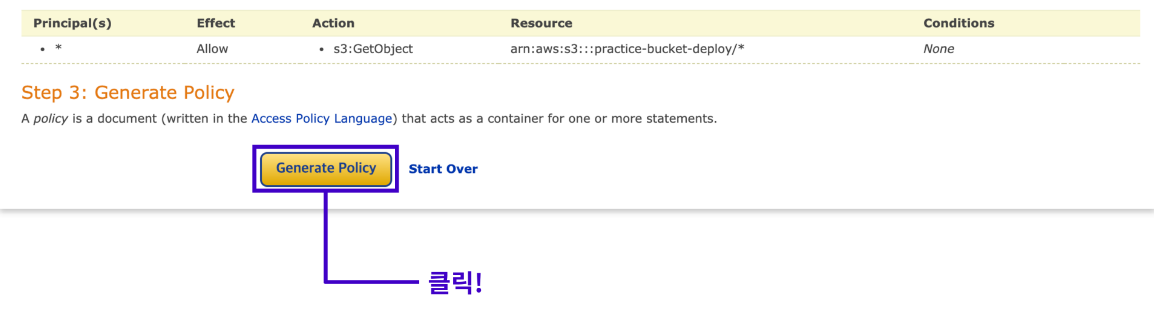 Principal(s) Effect Action Resource Conditions
• * Allow • s3:GetObject arn:aws:s3:::practice-bucket-deploy/* None
Step 3: Generate Policy
A policy is a document (written in the Access Policy Language) that acts as a container for one or more statements.
Generate Policy Start Over
클릭!